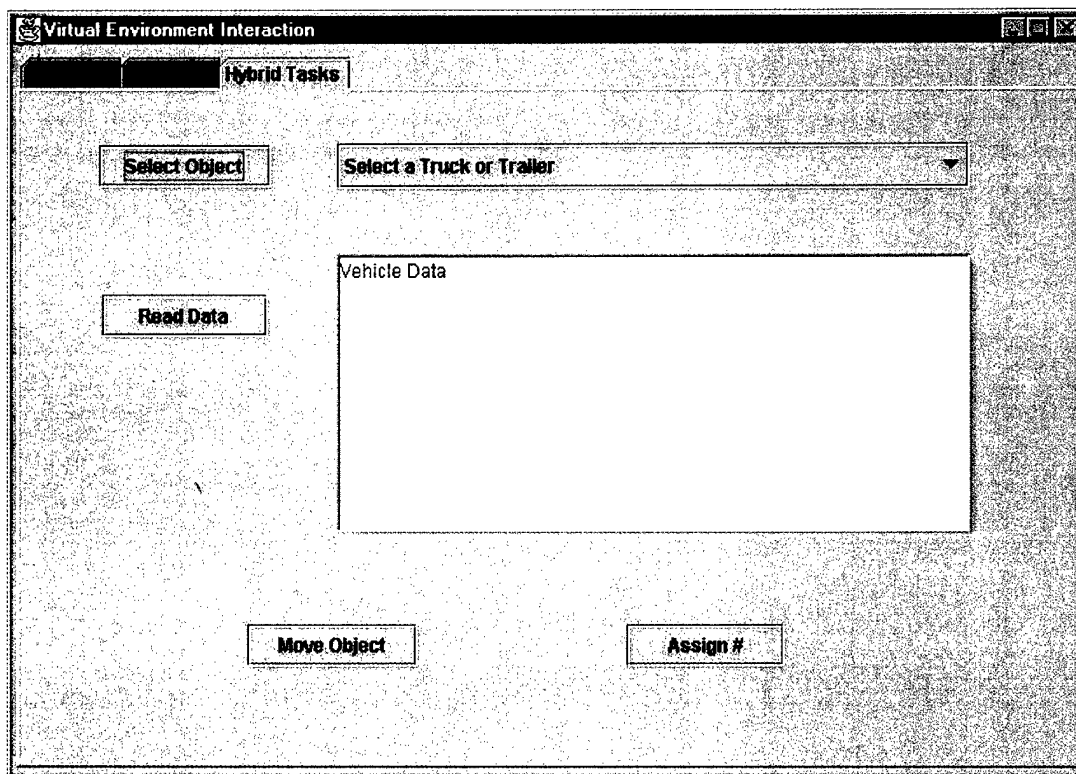 Virtual Environment Interaction
Hybrid Tasks
Select Object
Select a Truck or Trailer
Vehicle Data
Read Data
Move Object
Assign #